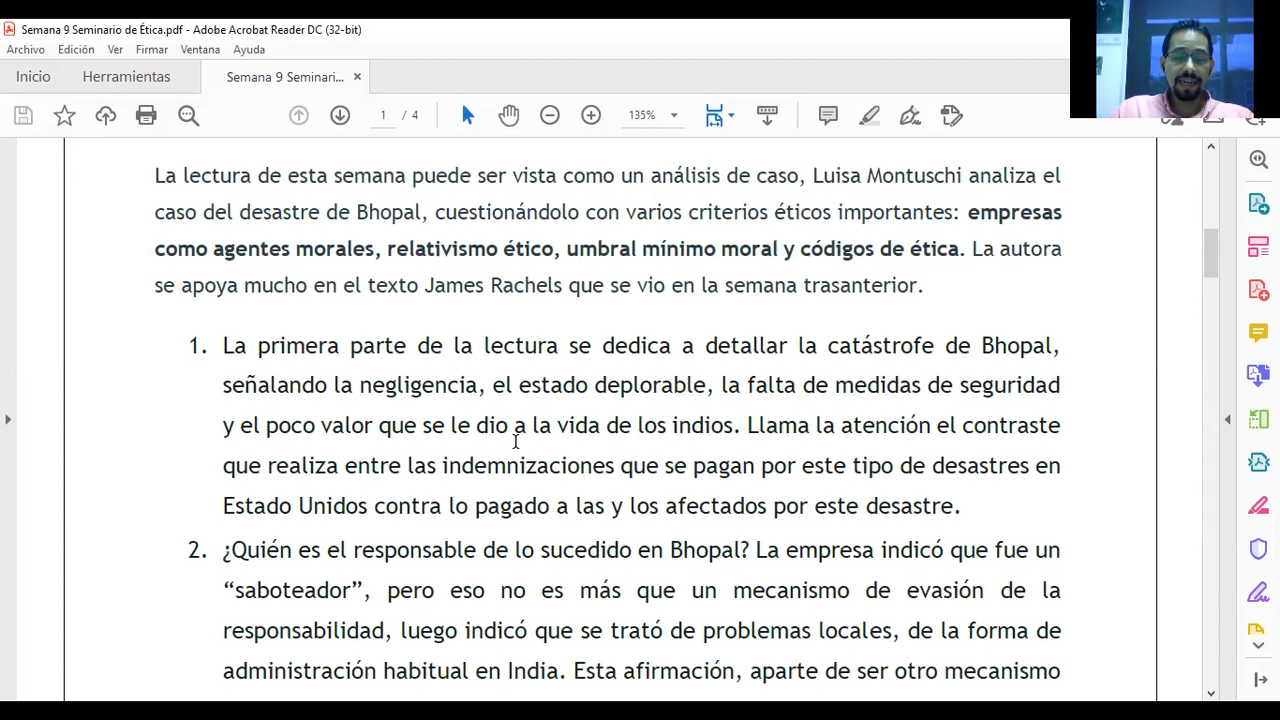 Semana 9 Seminario de Ética.pdf - Adobe Acrobat Reader DC (32-bit)
Archivo Edición Ver Firmar Ventana Ayuda
Inicio Herramientas Semana 9 Seminari... ×
1 / 4 135%
La lectura de esta semana puede ser vista como un análisis de caso, Luisa Montuschi analiza el
caso del desastre de Bhopal, cuestionándolo con varios criterios éticos importantes: empresas
como agentes morales, relativismo ético, umbral mínimo moral y códigos de ética. La autora
se apoya mucho en el texto James Rachels que se vio en la semana trasanterior.
1. La primera parte de la lectura se dedica a detallar la catástrofe de Bhopal,
señalando la negligencia, el estado deplorable, la falta de medidas de seguridad
y el poco valor que se le dio a la vida de los indios. Llama la atención el contraste
que realiza entre las indemnizaciones que se pagan por este tipo de desastres en
Estado Unidos contra lo pagado a las y los afectados por este desastre.
2. ¿Quién es el responsable de lo sucedido en Bhopal? La empresa indicó que fue un
“saboteador”, pero eso no es más que un mecanismo de evasión de la
responsabilidad, luego indicó que se trató de problemas locales, de la forma de
administración habitual en India. Esta afirmación, aparte de ser otro mecanismo